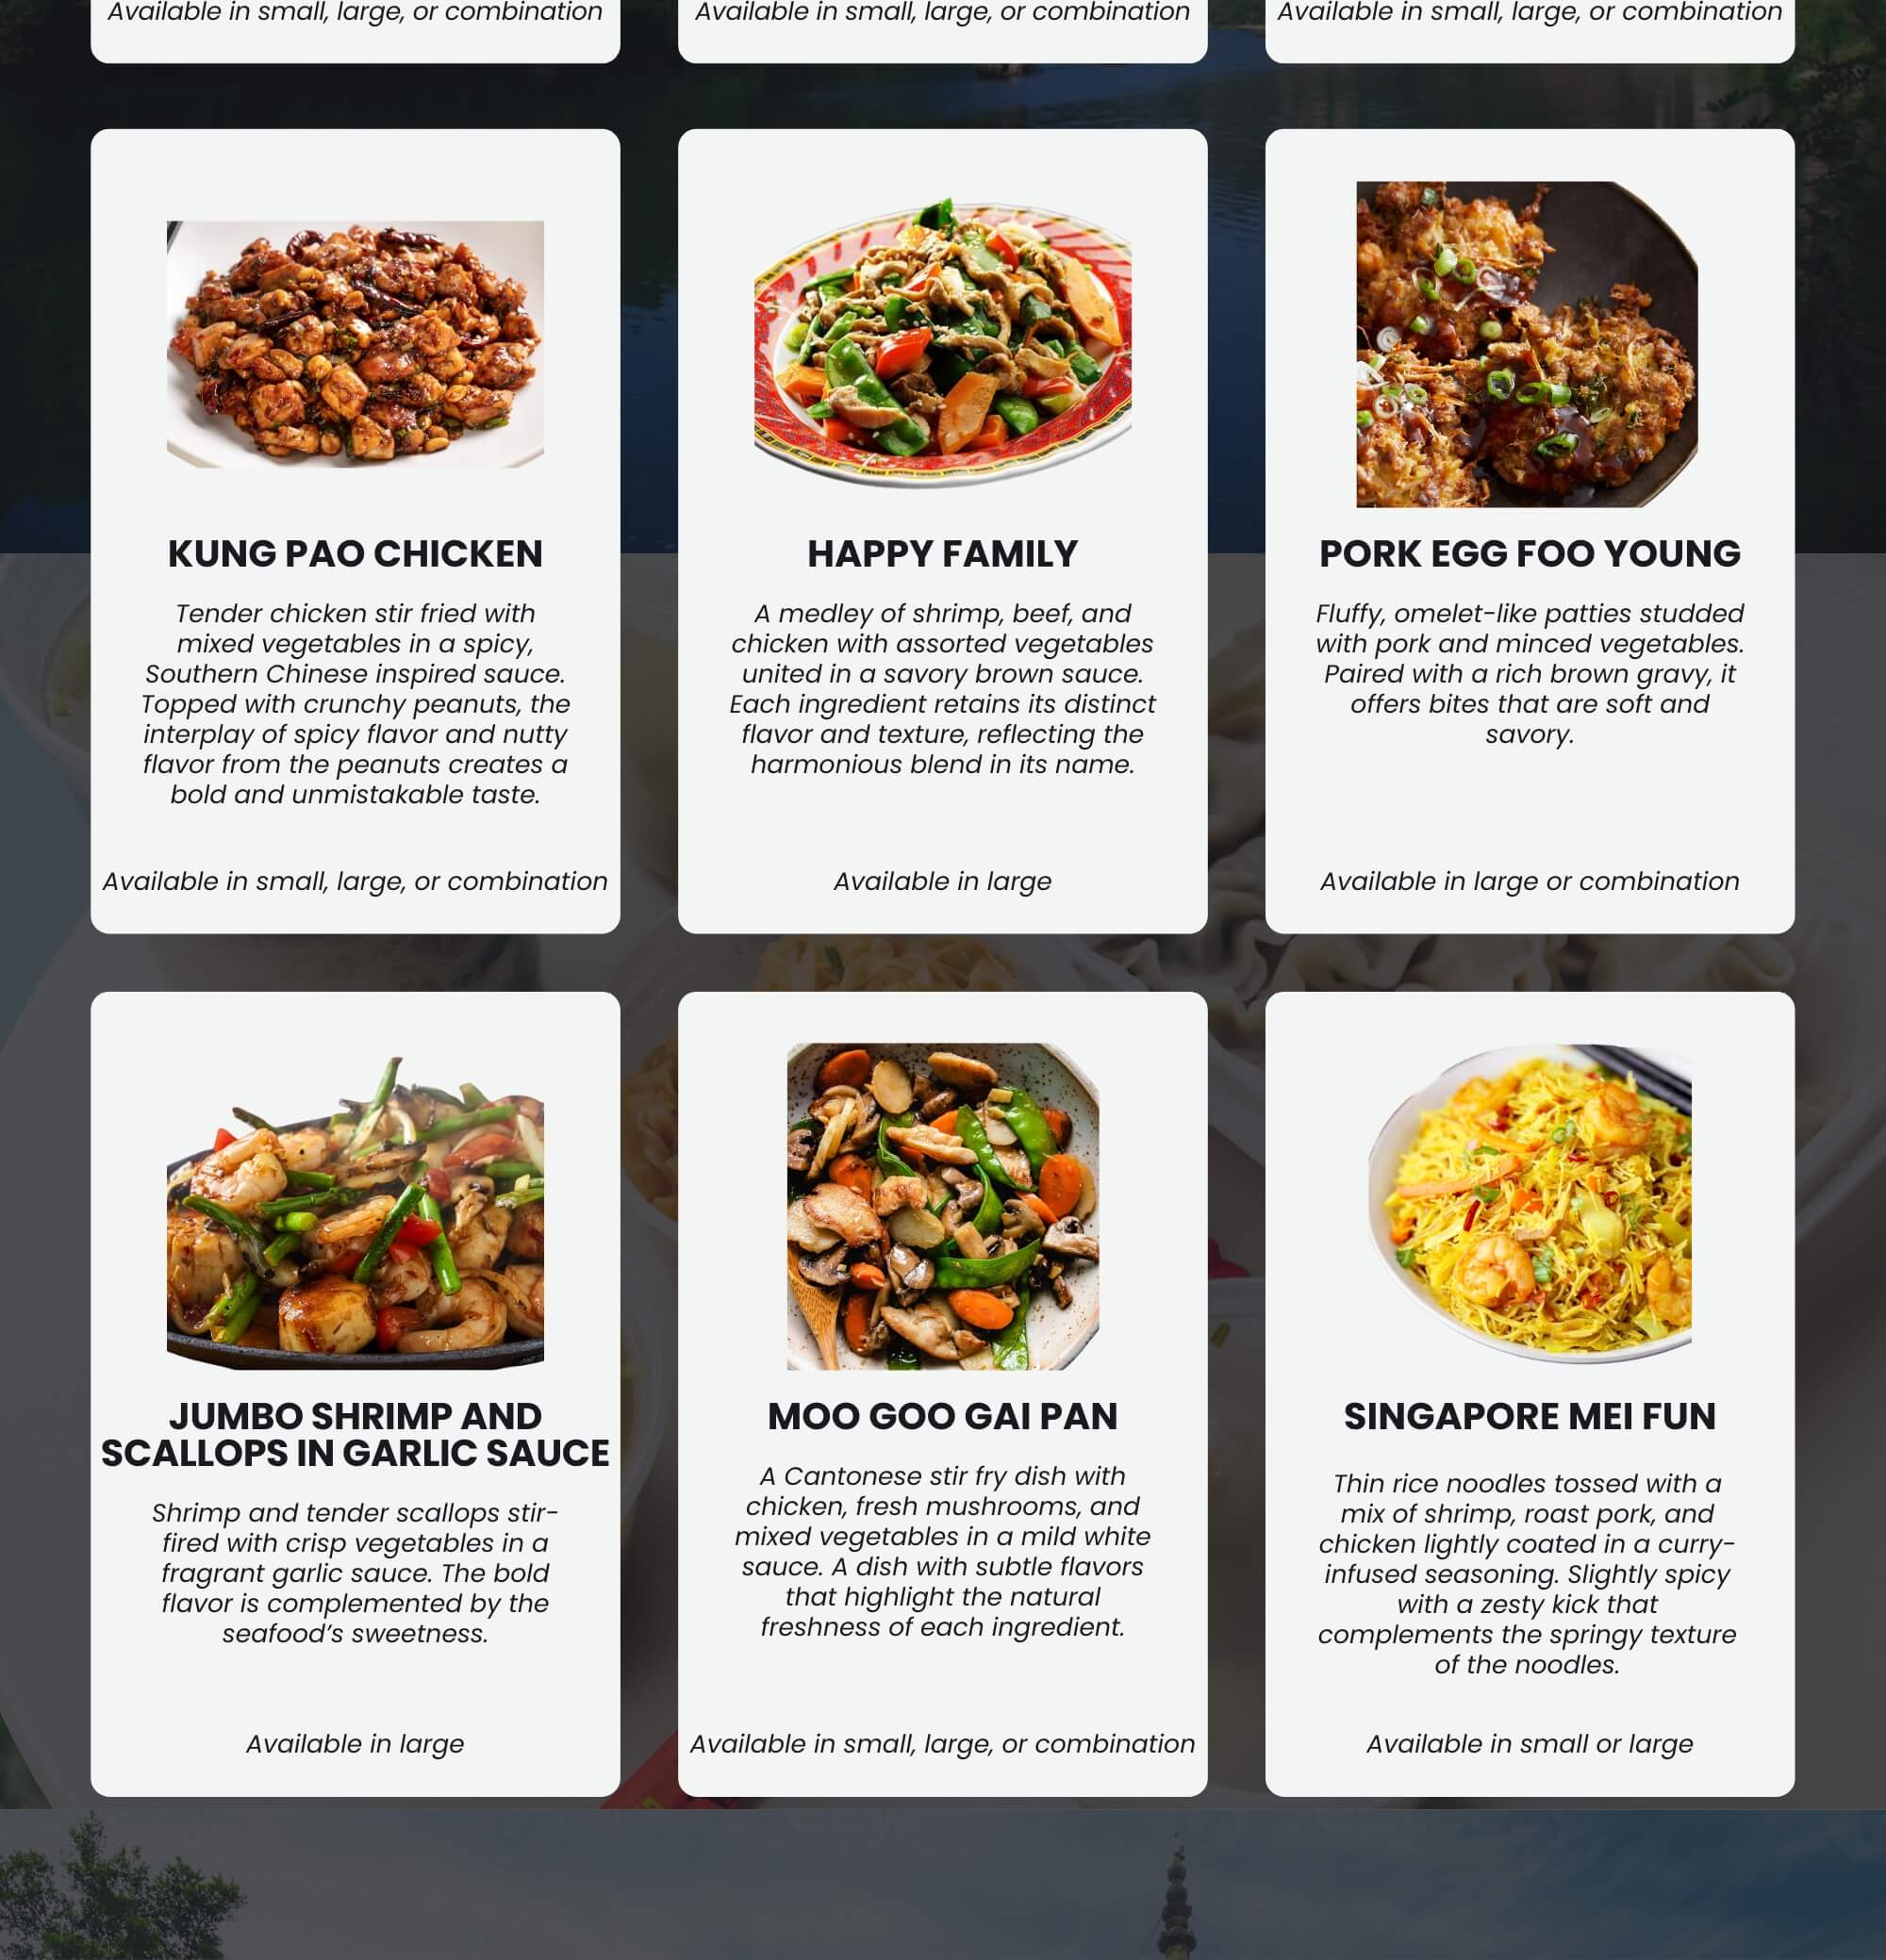 Available in small, large, or combination
Available in small, large, or combination
Available in small, large, or combination
KUNG PAO CHICKEN
Tender chicken stir fried with
mixed vegetables in a spicy,
Southern Chinese inspired sauce.
Topped with crunchy peanuts, the
interplay of spicy flavor and nutty
flavor from the peanuts creates a
bold and unmistakable taste.
Available in small, large, or combination
HAPPY FAMILY
A medley of shrimp, beef, and
chicken with assorted vegetables
united in a savory brown sauce.
Each ingredient retains its distinct
flavor and texture, reflecting the
harmonious blend in its name.
Available in large
PORK EGG FOO YOUNG
Fluffy, omelet-like patties studded
with pork and minced vegetables.
Paired with a rich brown gravy, it
offers bites that are soft and
savory.
Available in large or combination
JUMBO SHRIMP AND
SCALLOPS IN GARLIC SAUCE
Shrimp and tender scallops stir-
fired with crisp vegetables in a
fragrant garlic sauce. The bold
flavor is complemented by the
seafood’s sweetness.
Available in large
MOO GOO GAI PAN
A Cantonese stir fry dish with
chicken, fresh mushrooms, and
mixed vegetables in a mild white
sauce. A dish with subtle flavors
that highlight the natural
freshness of each ingredient.
Available in small, large, or combination
SINGAPORE MEI FUN
Thin rice noodles tossed with a
mix of shrimp, roast pork, and
chicken lightly coated in a curry-
infused seasoning. Slightly spicy
with a zesty kick that
complements the springy texture
of the noodles.
Available in small or large